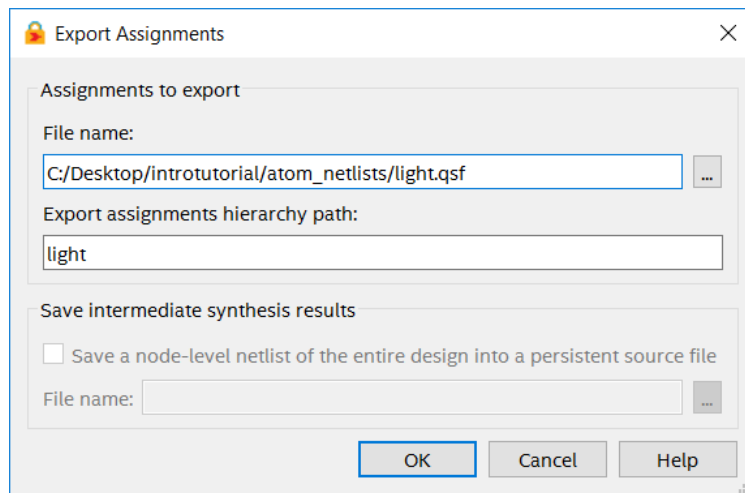 Export Assignments
Assignments to export
File name:
C:/Desktop/introtutorial/atom_netlists/light.qsf
...
Export assignments hierarchy path:
light
Save intermediate synthesis results
Save a node-level netlist of the entire design into a persistent source file
File name:
...
OK Cancel Help